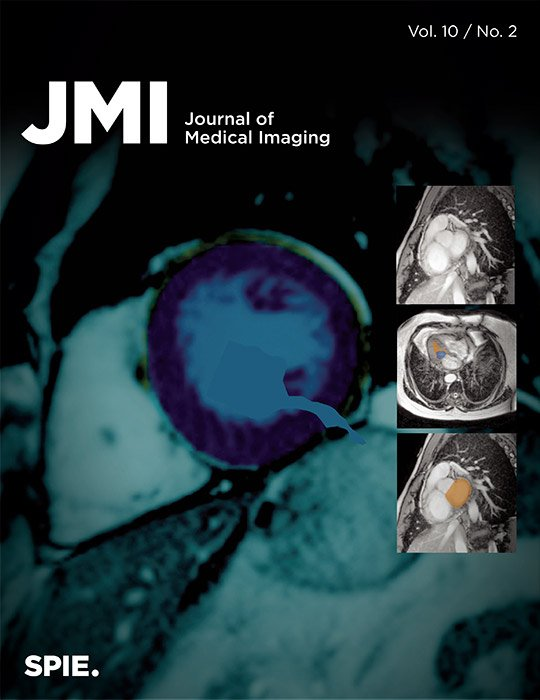 Vol. 10 / No. 2
JMI
Journal of
Medical Imaging
SPIE.